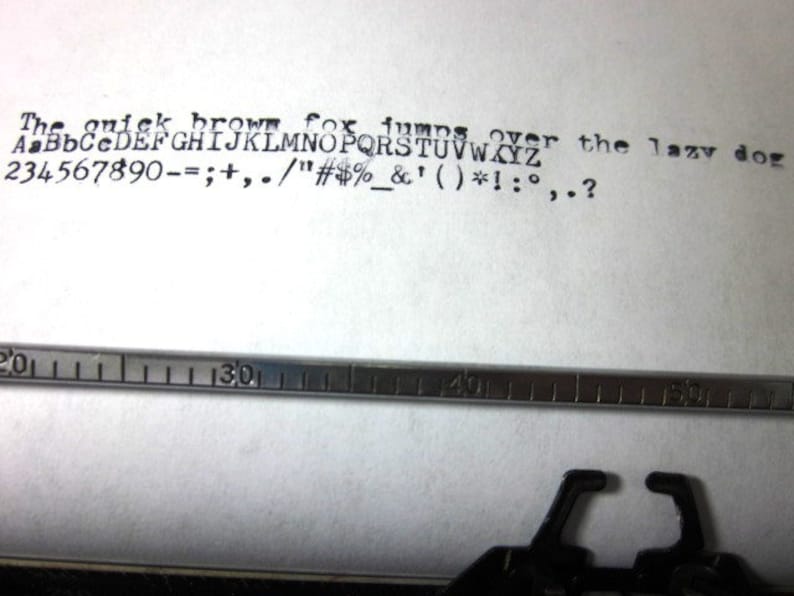 The quick brown fox jumps over the lazy dog
AaBbCcDEFGHIJKLMNOPQRSTUVWXYZ
234567890-=;+,./"#$%_&'()*!:°,.?
20 30 40 50